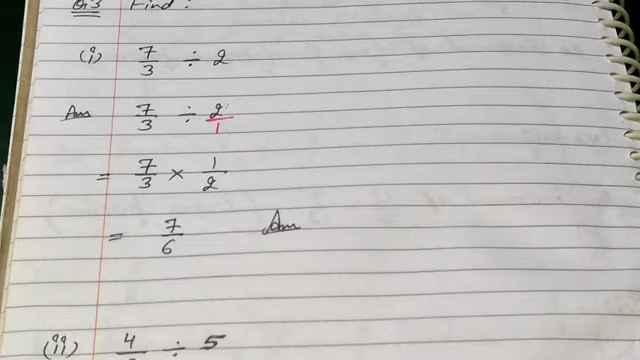 Q.3 Find :
(i) 7/3 ÷ 2
Ans 7/3 ÷ 2/1
= 7/3 × 1/2
= 7/6 Ans
(ii) 4/ ÷ 5